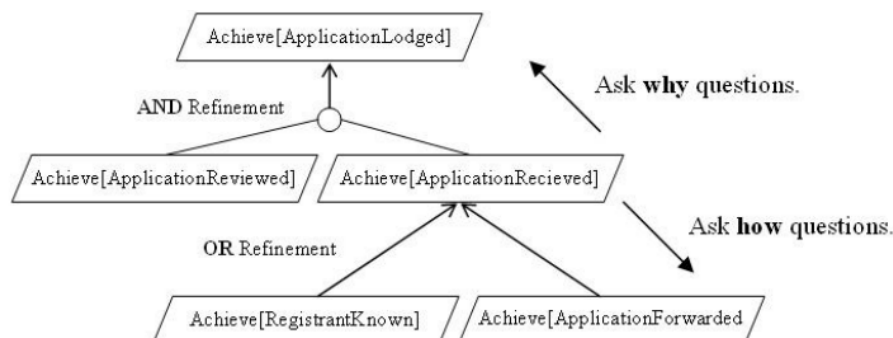 Achieve[ApplicationLodged]
Ask why questions.
AND Refinement
Achieve[ApplicationReviewed]
Achieve[ApplicationRecieved]
Ask how questions.
OR Refinement
Achieve[RegistrantKnown]
Achieve[ApplicationForwarded